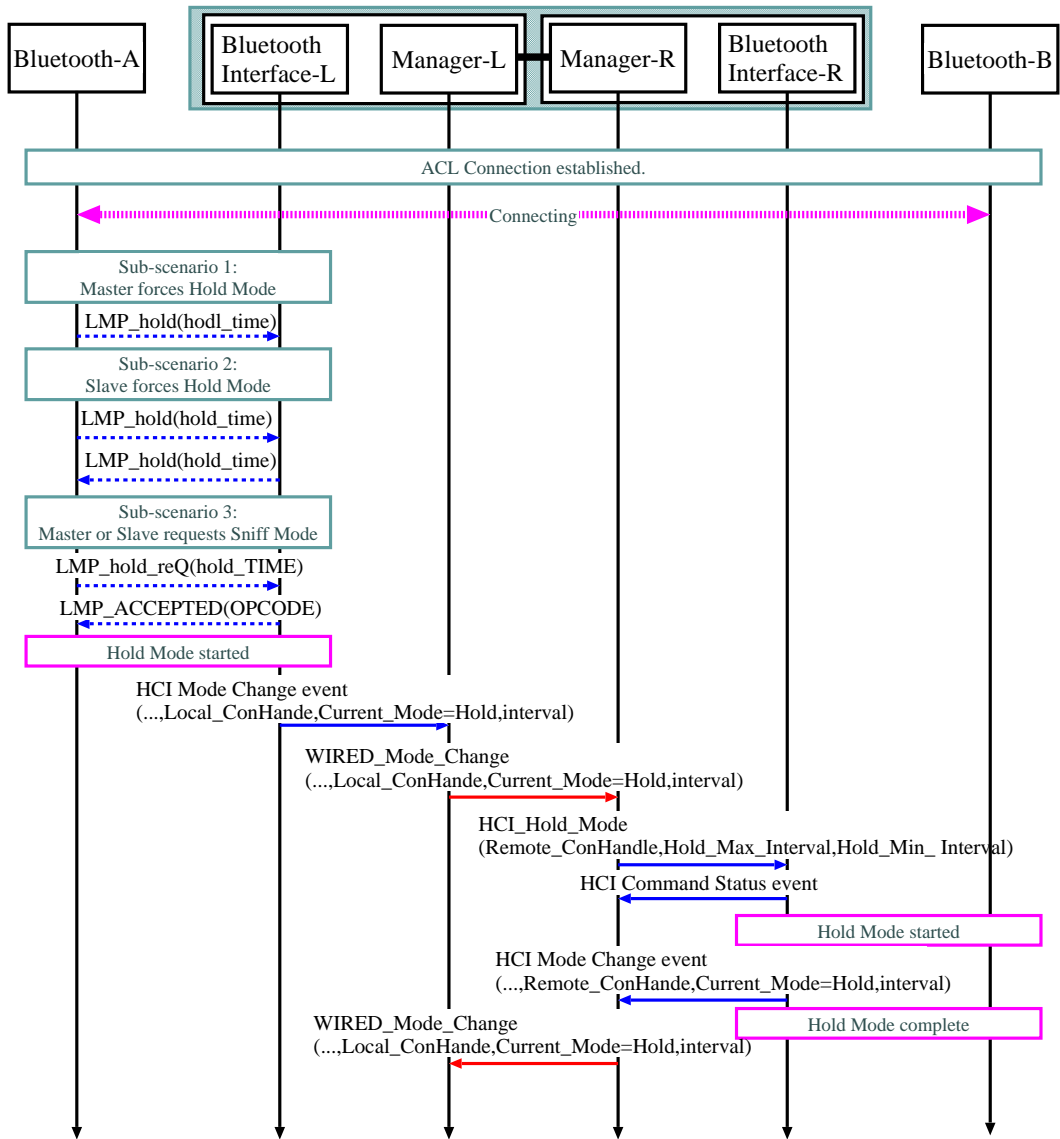 Bluetooth-A
Bluetooth
Interface-L
Manager-L
Manager-R
Bluetooth
Interface-R
Bluetooth-B
ACL Connection established.
Connecting
Sub-scenario 1:
Master forces Hold Mode
LMP_hold(hodl_time)
Sub-scenario 2:
Slave forces Hold Mode
LMP_hold(hold_time)
LMP_hold(hold_time)
Sub-scenario 3:
Master or Slave requests Sniff Mode
LMP_hold_reQ(hold_TIME)
LMP_ACCEPTED(OPCODE)
Hold Mode started
HCI Mode Change event
(...,Local_ConHande,Current_Mode=Hold,interval)
WIRED_Mode_Change
(...,Local_ConHande,Current_Mode=Hold,interval)
HCI_Hold_Mode
(Remote_ConHandle,Hold_Max_Interval,Hold_Min_ Interval)
HCI Command Status event
Hold Mode started
HCI Mode Change event
(...,Remote_ConHande,Current_Mode=Hold,interval)
Hold Mode complete
WIRED_Mode_Change
(...,Local_ConHande,Current_Mode=Hold,interval)